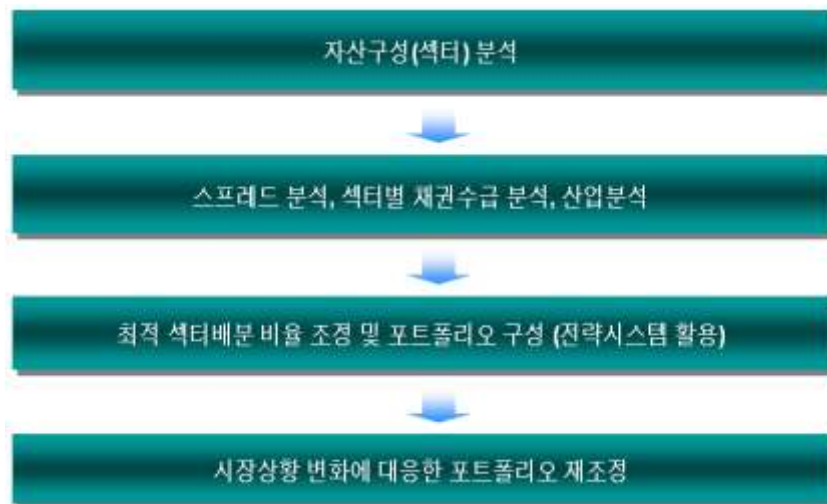 자산구성(섹터) 분석
스프레드 분석, 섹터별 채권수급 분석, 산업분석
최적 섹터배분 비율 조정 및 포트폴리오 구성 (전략시스템 활용)
시장상황 변화에 대응한 포트폴리오 재조정